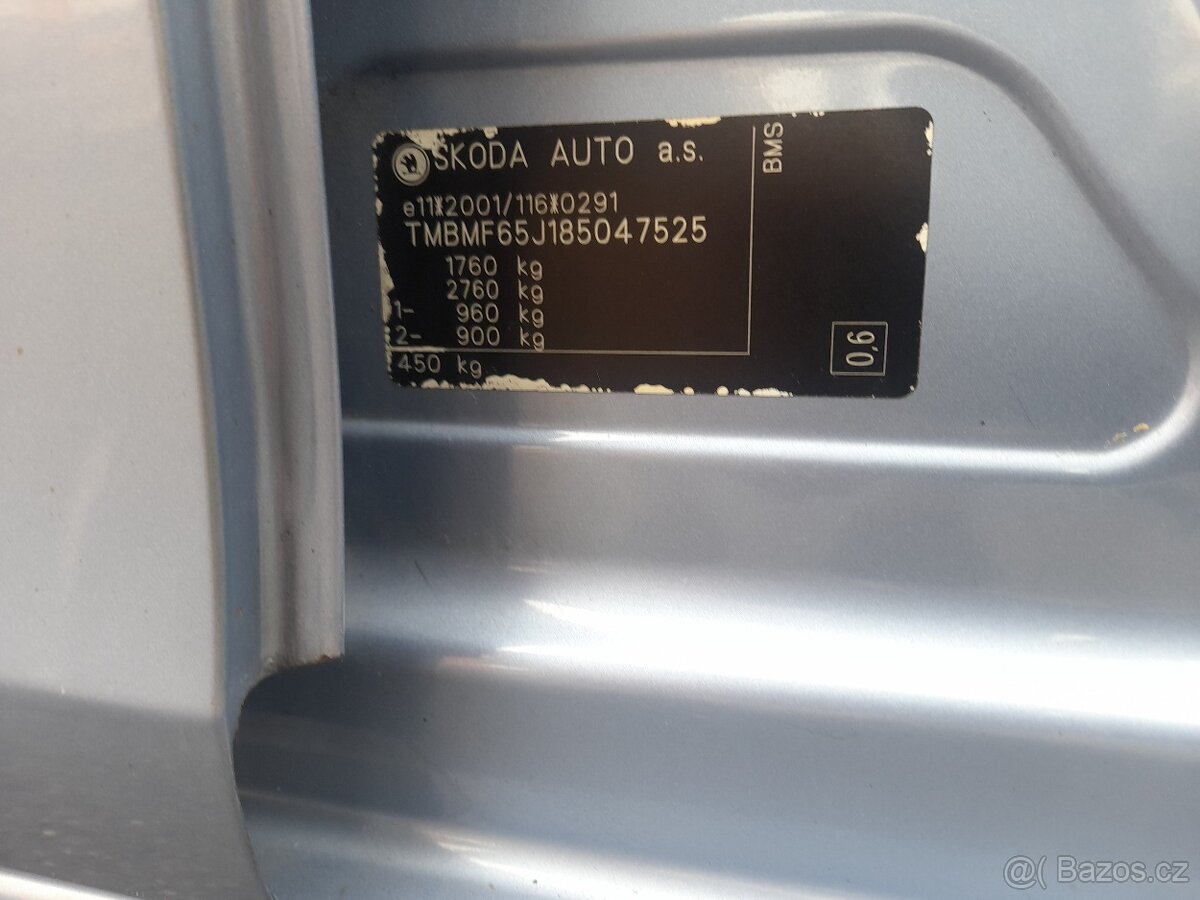 ŠKODA AUTO a.s.
BMS
e11*2001/116*0291
TMBMF65J185047525
1760 kg
2760 kg
1- 960 kg
2- 900 kg
450 kg
0,6
@ Bazos.cz